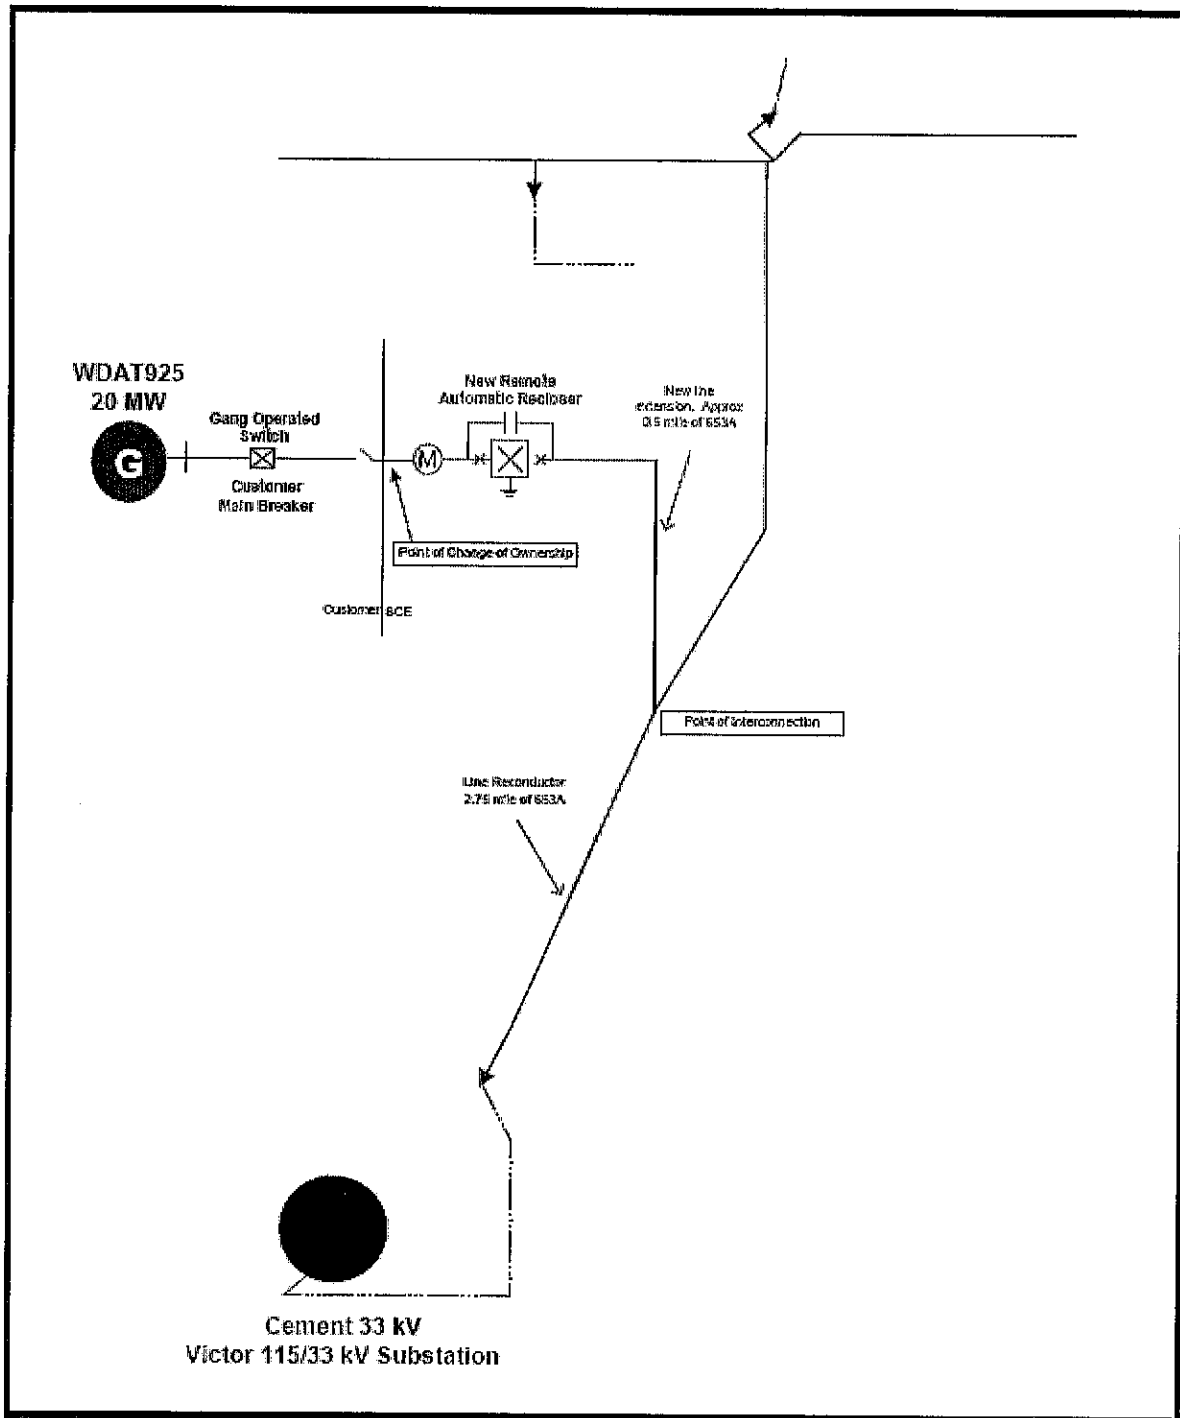 WDAT925
20 MW
G
Gang Operated
Switch
Customer
Main Breaker
M
New Remote
Automatic Recloser
New line
extension. Approx
0.5 mile of 653A
Point of Change of Ownership
Customer SCE
Point of Interconnection
Line Reconductor
2.75 mile of 653A
Cement 33 kV
Victor 115/33 kV Substation